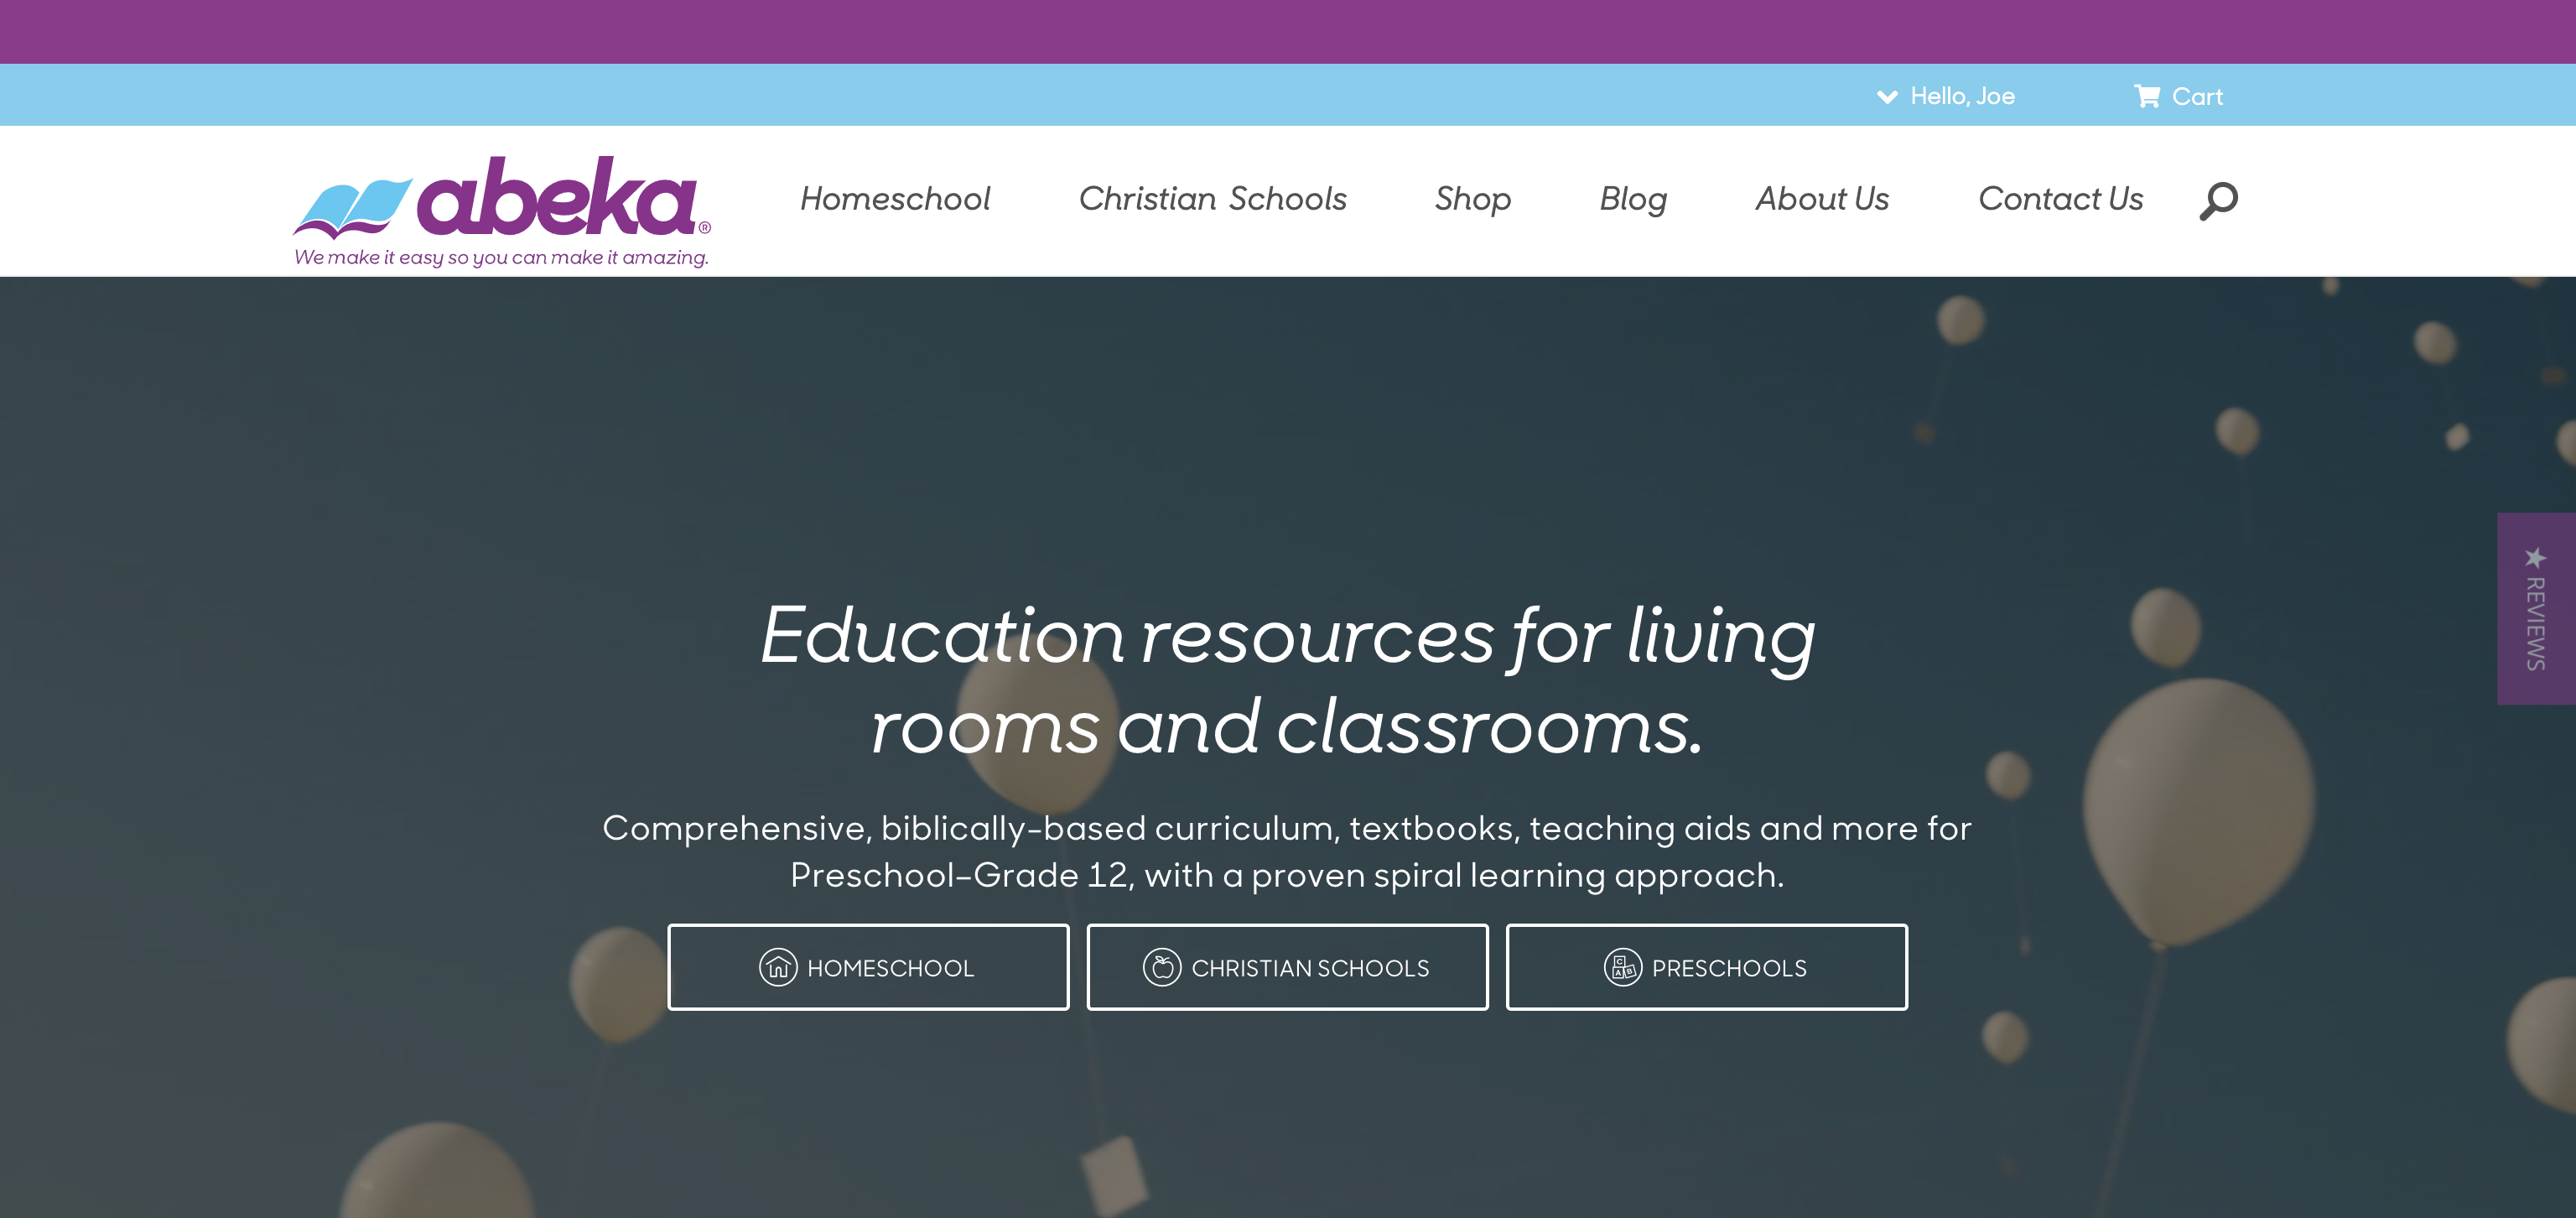 Hello, Joe
Cart
abeka®
We make it easy so you can make it amazing.
Homeschool
Christian Schools
Shop
Blog
About Us
Contact Us
★ REVIEWS
Education resources for living
rooms and classrooms.
Comprehensive, biblically-based curriculum, textbooks, teaching aids and more for
Preschool–Grade 12, with a proven spiral learning approach.
HOMESCHOOL
CHRISTIAN SCHOOLS
C
A B
PRESCHOOLS